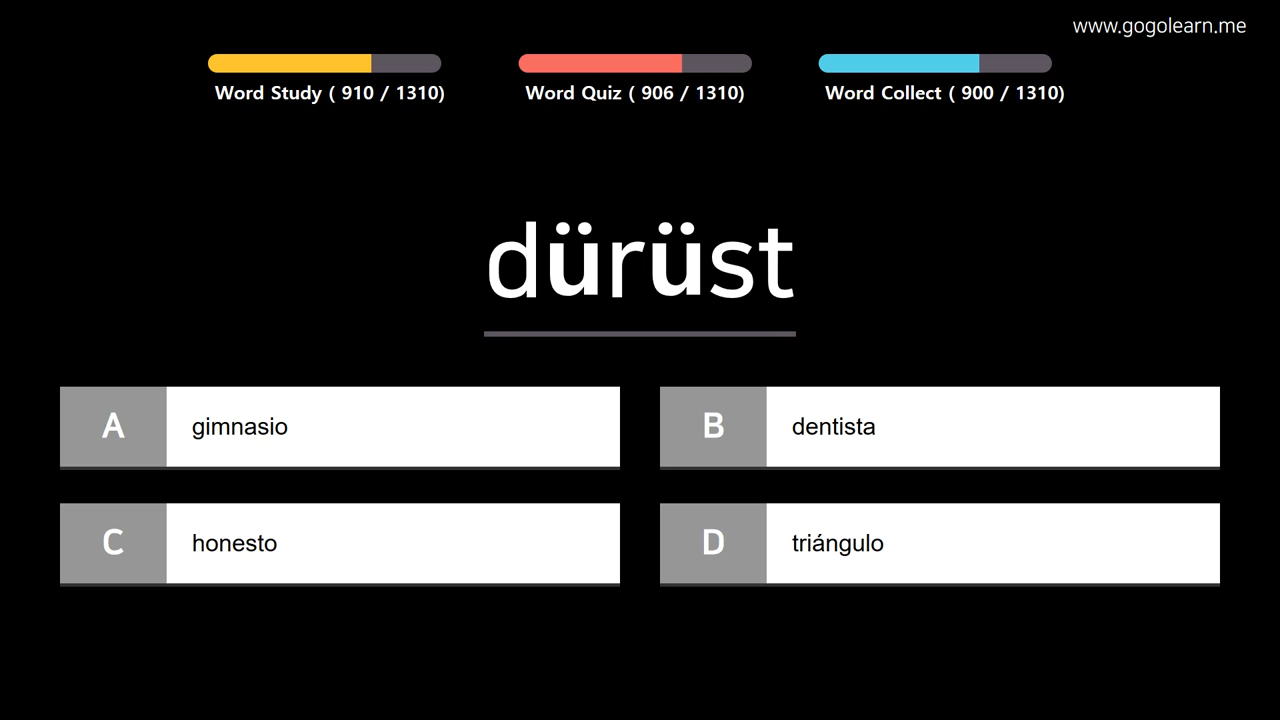 www.gogolearn.me
Word Study ( 910 / 1310)
Word Quiz ( 906 / 1310)
Word Collect ( 900 / 1310)
dürüst
A gimnasio
B dentista
C honesto
D triángulo